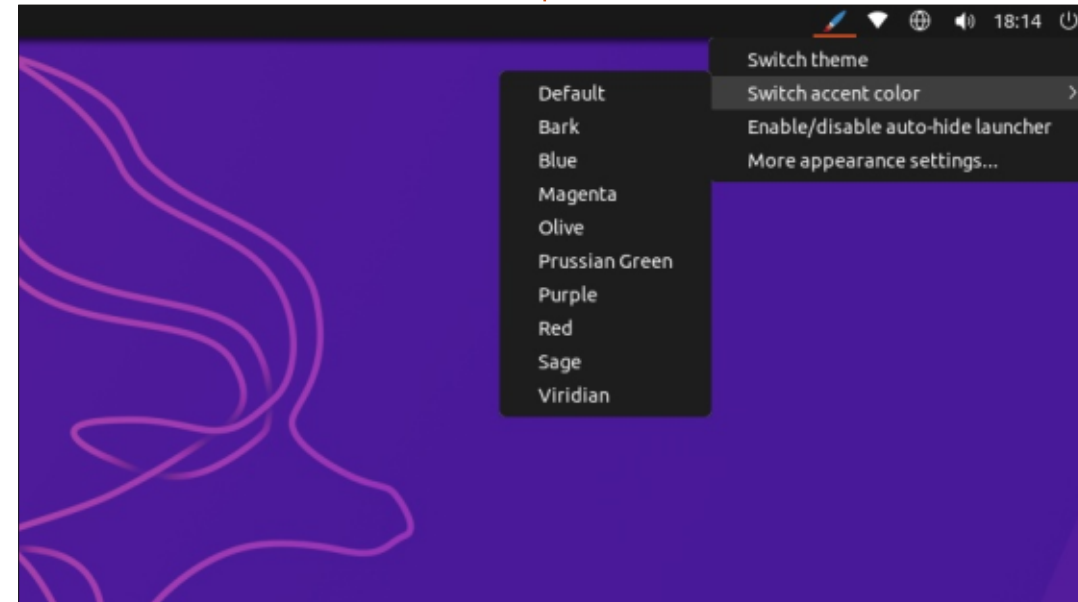 18:14
Switch theme
Switch accent color
Enable/disable auto-hide launcher
More appearance settings...
Default
Bark
Blue
Magenta
Olive
Prussian Green
Purple
Red
Sage
Viridian